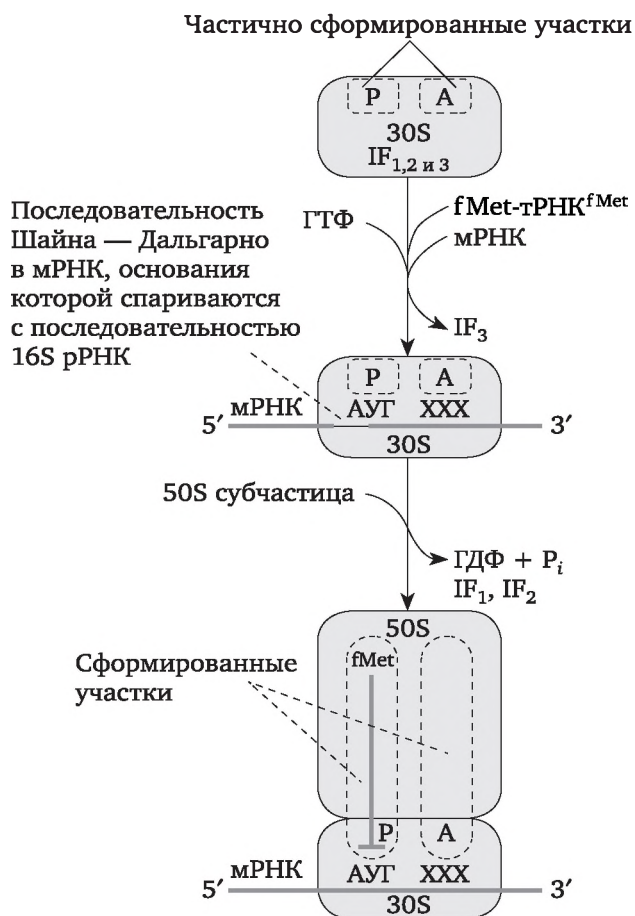 Частично сформированные участки
P A
30S
IF1,2 и 3
ГТФ
fMet-тРНКfMet
мРНК
IF3
Последовательность
Шайна — Дальгарно
в мРНК, основания
которой спариваются
с последовательностью
16S рРНК
P A
мРНК АУГ XXX
5′ 3′
30S
50S субчастица
ГДФ + Pi
IF1, IF2
50S
fMet
Сформированные
участки
P A
мРНК АУГ XXX
5′ 3′
30S